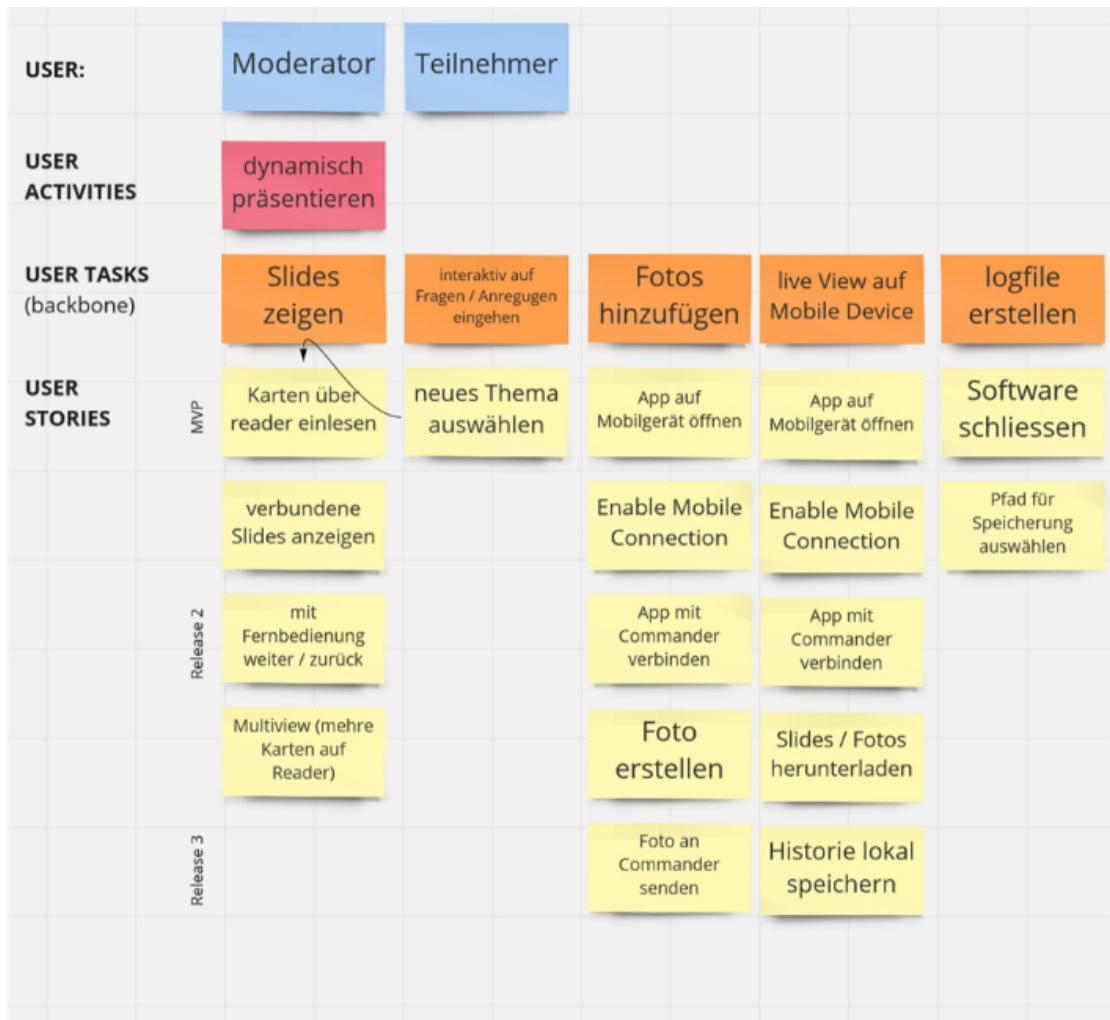 USER:
Moderator
Teilnehmer
USER
ACTIVITIES
dynamisch
präsentieren
USER TASKS
(backbone)
Slides
zeigen
interaktiv auf
Fragen / Anregugen
eingehen
Fotos
hinzufügen
live View auf
Mobile Device
logfile
erstellen
USER
STORIES
MVP
Karten über
reader einlesen
neues Thema
auswählen
App auf
Mobilgerät öffnen
App auf
Mobilgerät öffnen
Software
schliessen
verbundene
Slides anzeigen
Enable Mobile
Connection
Enable Mobile
Connection
Pfad für
Speicherung
auswählen
Release 2
mit
Fernbedienung
weiter / zurück
App mit
Commander
verbinden
App mit
Commander
verbinden
Multiview (mehre
Karten auf
Reader)
Foto
erstellen
Slides / Fotos
herunterladen
Release 3
Foto an
Commander
senden
Historie lokal
speichern